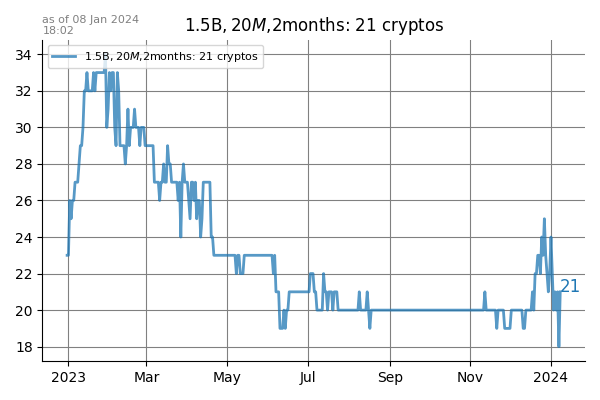 as of 08 Jan 2024
18:02
1.5B, 20M,2months: 21 cryptos
1.5B, 20M,2months: 21 cryptos
34
32
30
28
26
24
22
20
18
21
2023
Mar
May
Jul
Sep
Nov
2024